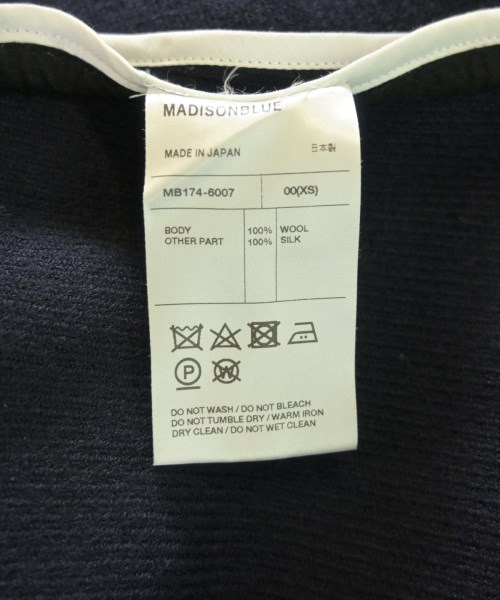 MADISONBLUE
MADE IN JAPAN 日本製
MB174-6007 00(XS)
BODY 100% WOOL
OTHER PART 100% SILK
P W
DO NOT WASH / DO NOT BLEACH
DO NOT TUMBLE DRY / WARM IRON
DRY CLEAN / DO NOT WET CLEAN